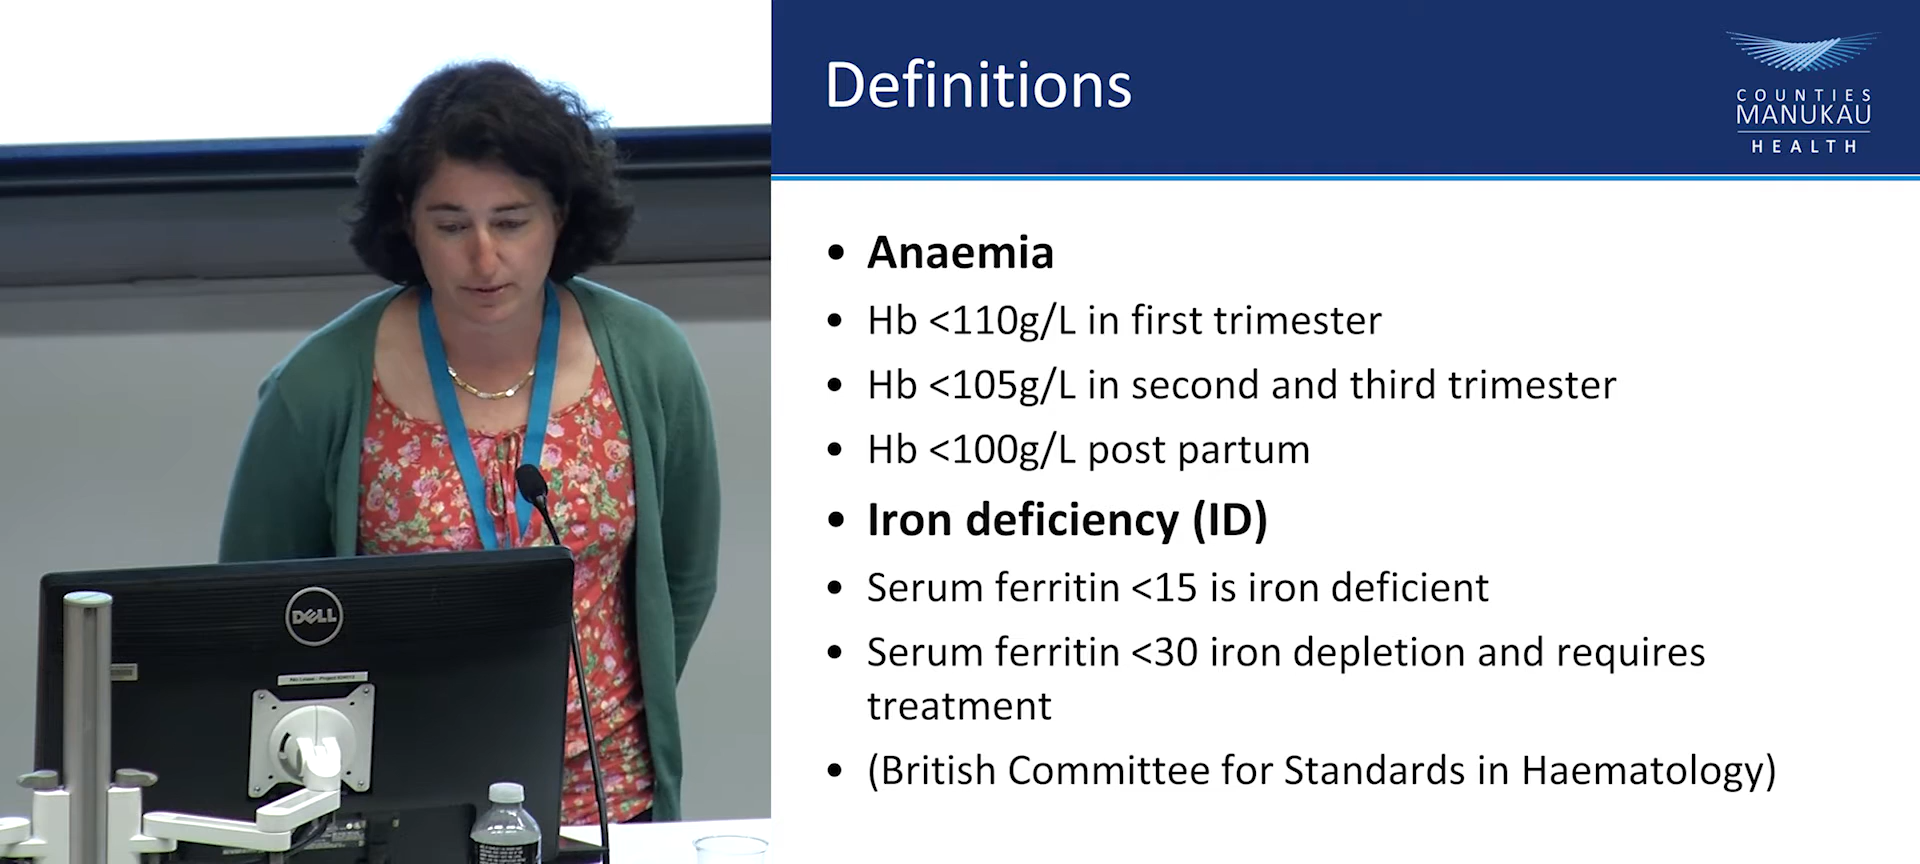 Definitions
COUNTIES
MANUKAU
HEALTH
• Anaemia
• Hb <110g/L in first trimester
• Hb <105g/L in second and third trimester
• Hb <100g/L post partum
• Iron deficiency (ID)
• Serum ferritin <15 is iron deficient
• Serum ferritin <30 iron depletion and requires
treatment
• (British Committee for Standards in Haematology)
DELL